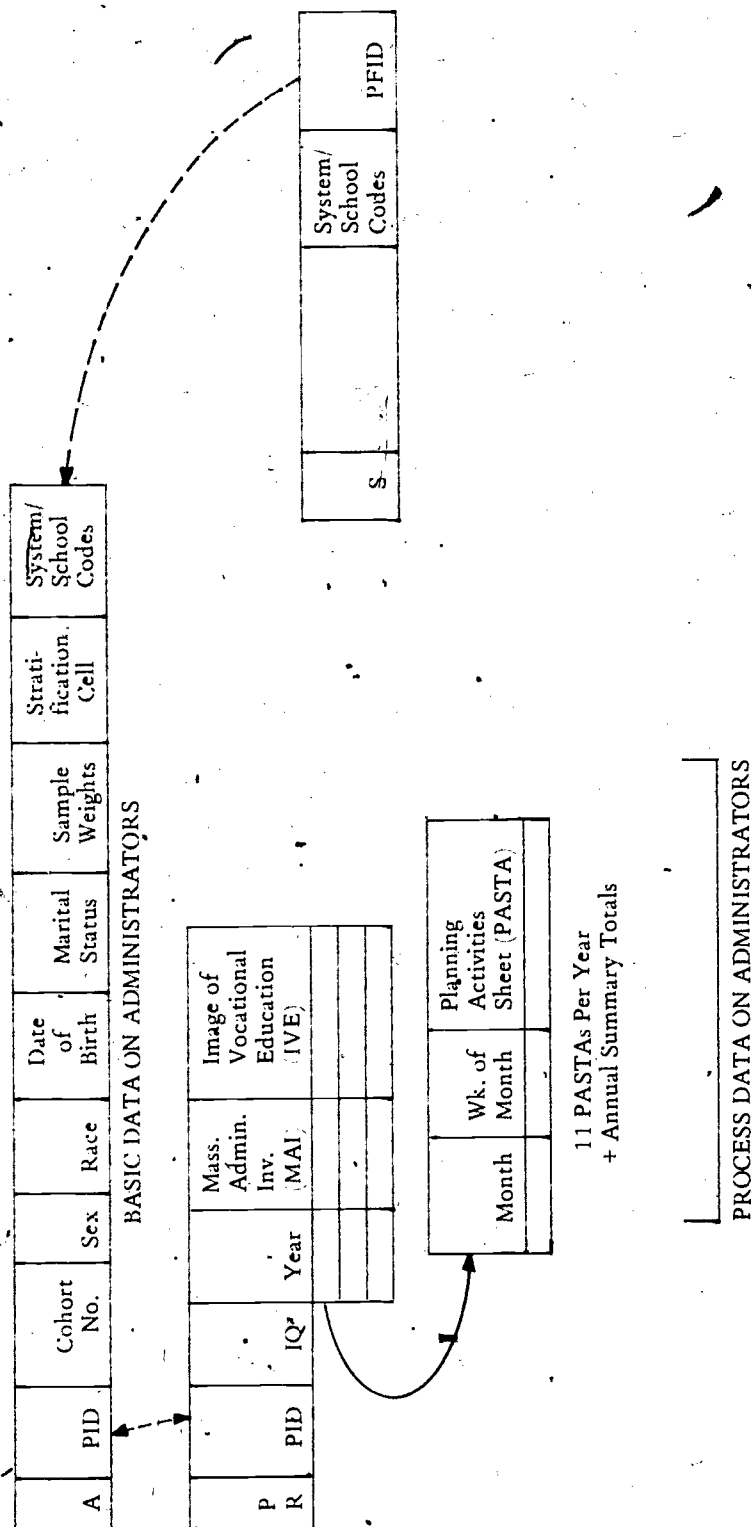 A
PID
Cohort
No.
Sex
Race
Date
of
Birth
Marital
Status
Sample
Weights
Strati-
fication
Cell
System/
School
Codes
BASIC DATA ON ADMINISTRATORS
P
R
PID
IQ
Year
Mass.
Admin.
Inv.
(MAI)
Image of
Vocational
Education
(IVE)
Month
Wk. of
Month
Planning
Activities
Sheet (PASTA)
11 PASTAs Per Year
+ Annual Summary Totals
PROCESS DATA ON ADMINISTRATORS
S
System/
School
Codes
PFID